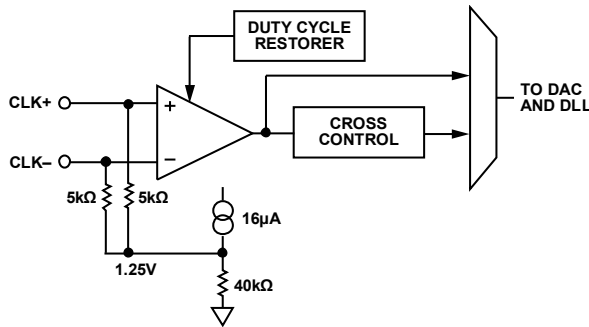 DUTY CYCLE
RESTORER
CLK+
+
TO DAC
AND DLL
CROSS
CONTROL
CLK–
–
5kΩ
5kΩ
16µA
1.25V
40kΩ